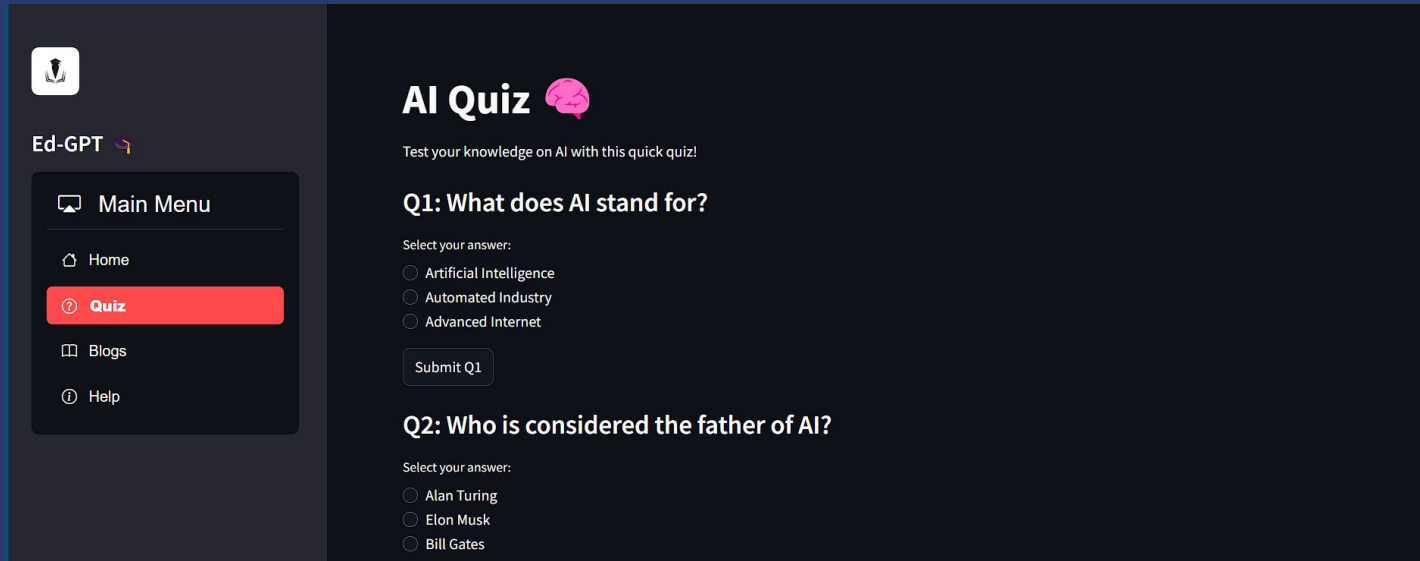 Ed-GPT 🎓
Main Menu
Home
Quiz
Blogs
Help
AI Quiz 🧠
Test your knowledge on AI with this quick quiz!
Q1: What does AI stand for?
Select your answer:
Artificial Intelligence
Automated Industry
Advanced Internet
Submit Q1
Q2: Who is considered the father of AI?
Select your answer:
Alan Turing
Elon Musk
Bill Gates